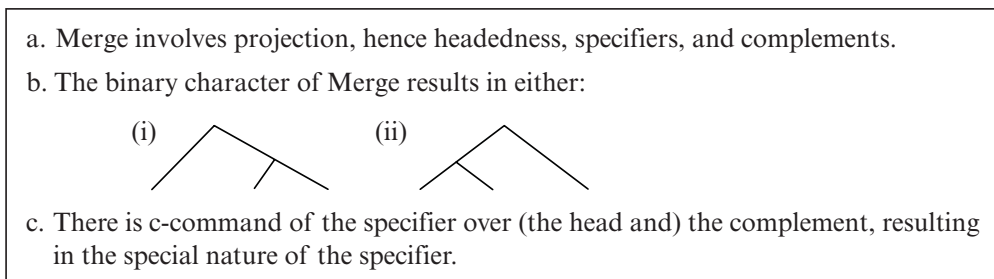 a. Merge involves projection, hence headedness, specifiers, and complements.
b. The binary character of Merge results in either:
(i) (ii)
c. There is c-command of the specifier over (the head and) the complement, resulting
in the special nature of the specifier.